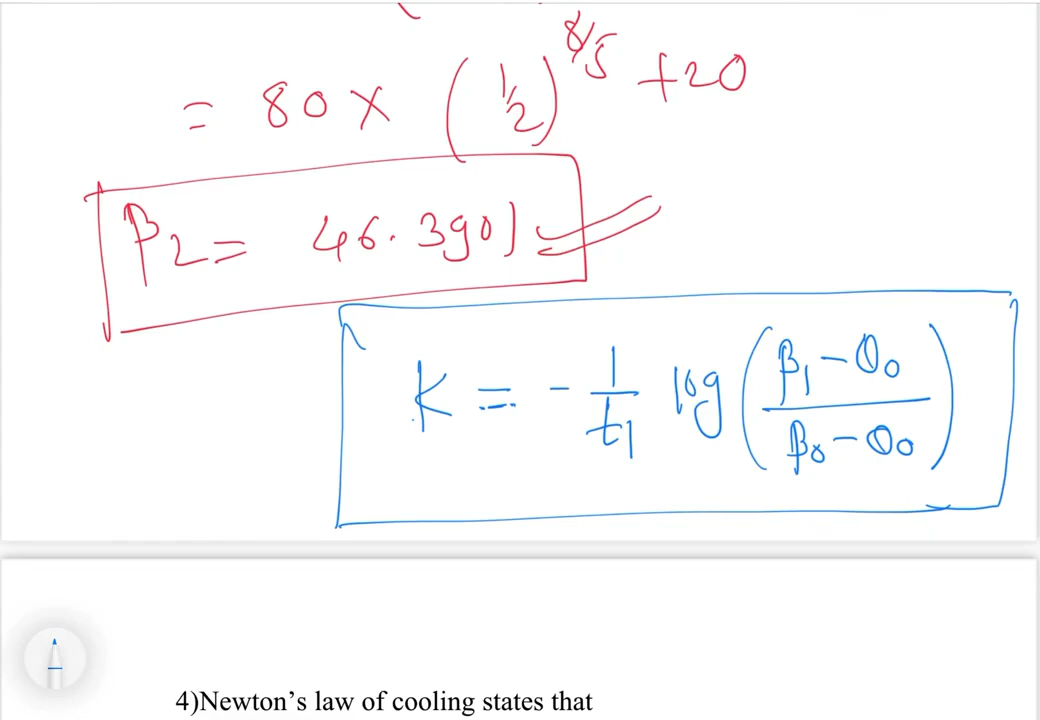 = 80 × (1/2)^{8/5} + 20
β₂ = 46.3901
K = - 1/t₁ log((β₁ - θ₀)/(β₀ - θ₀))
4)Newton’s law of cooling states that